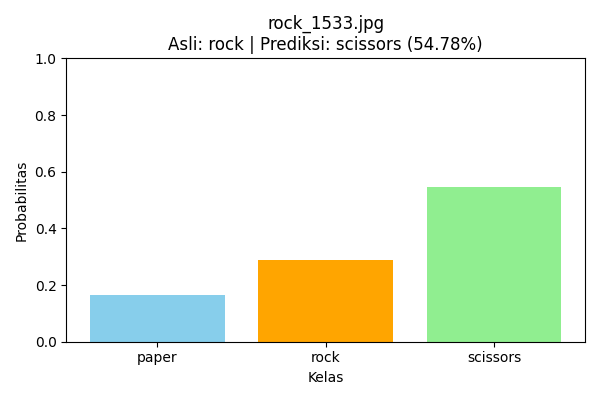 rock_1533.jpg
Asli: rock | Prediksi: scissors (54.78%)
1.0
0.8
0.6
0.4
0.2
0.0
Probabilitas
paper rock scissors
Kelas